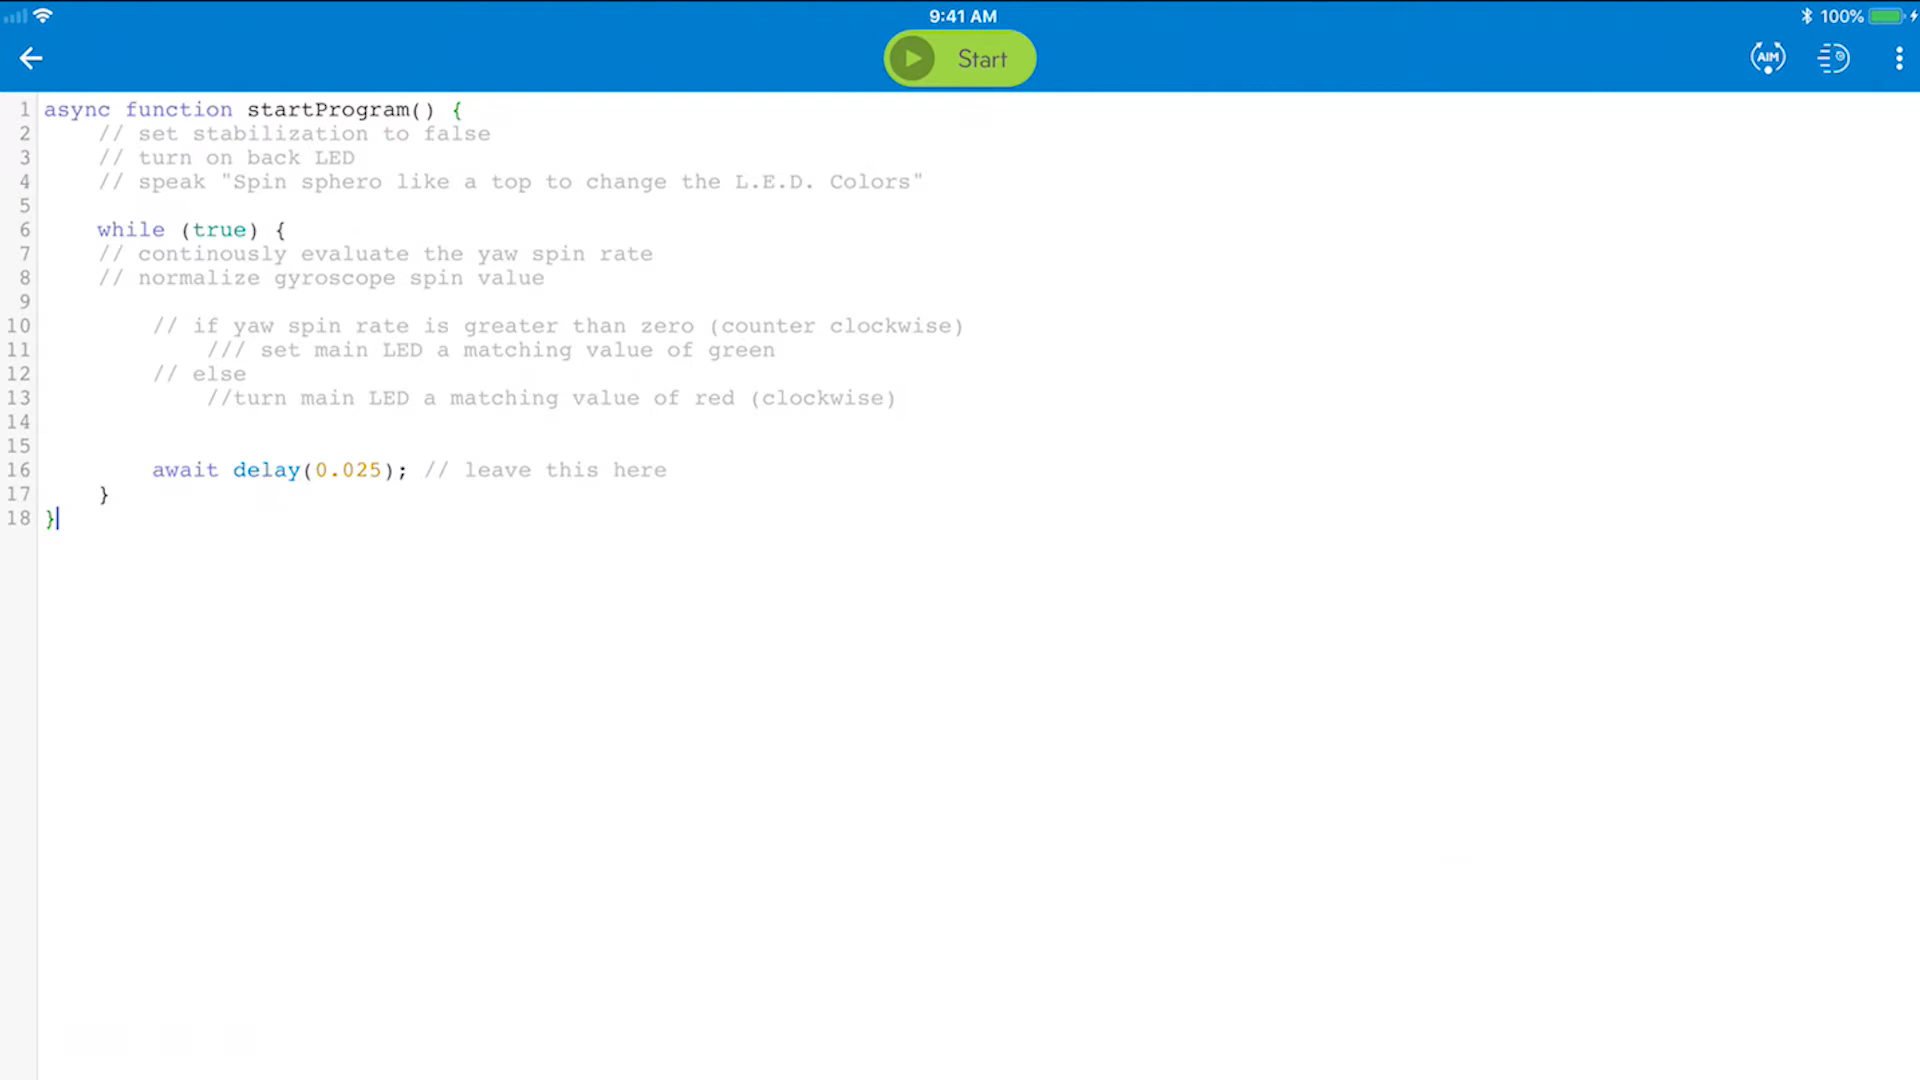 9:41 AM
100%
Start
AIM
1 async function startProgram() {
2 // set stabilization to false
3 // turn on back LED
4 // speak "Spin sphero like a top to change the L.E.D. Colors"
5
6 while (true) {
7 // continously evaluate the yaw spin rate
8 // normalize gyroscope spin value
9
10 // if yaw spin rate is greater than zero (counter clockwise)
11 /// set main LED a matching value of green
12 // else
13 //turn main LED a matching value of red (clockwise)
14
15
16 await delay(0.025); // leave this here
17 }
18 }